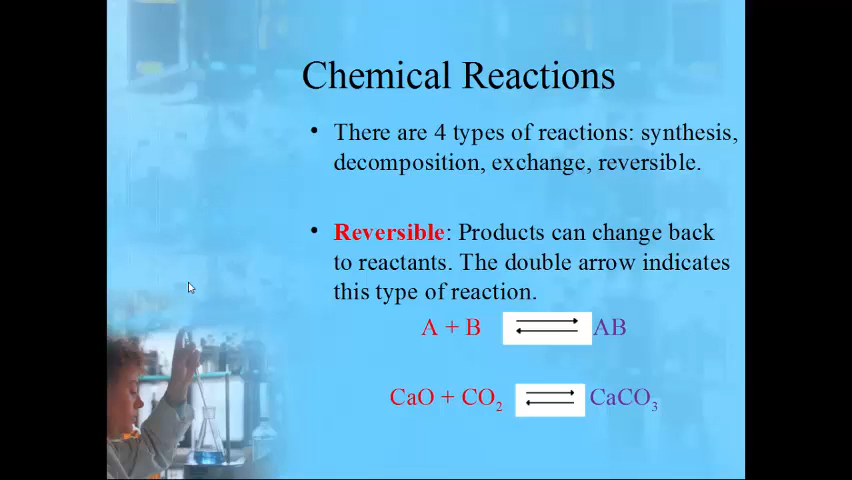 Chemical Reactions
• There are 4 types of reactions: synthesis,
decomposition, exchange, reversible.
• Reversible: Products can change back
to reactants. The double arrow indicates
this type of reaction.
A + B ⇌ AB
CaO + CO₂ ⇌ CaCO₃